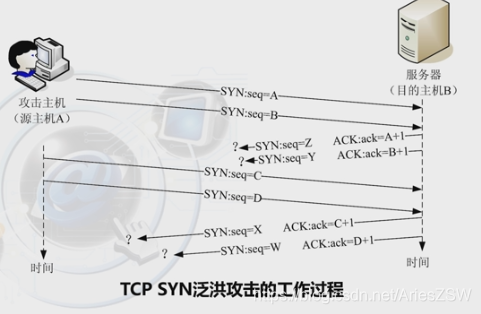 攻击主机
（源主机A）
服务器
（目的主机B）
SYN:seq=A
SYN:seq=B
ACK:ack=A+1
? SYN:seq=Z
ACK:ack=B+1
? SYN:seq=Y
SYN:seq=C
SYN:seq=D
? SYN:seq=X ACK:ack=C+1
? SYN:seq=W ACK:ack=D+1
时间
时间
TCP SYN泛洪攻击的工作过程
https://blog.csdn.net/AriesZSW